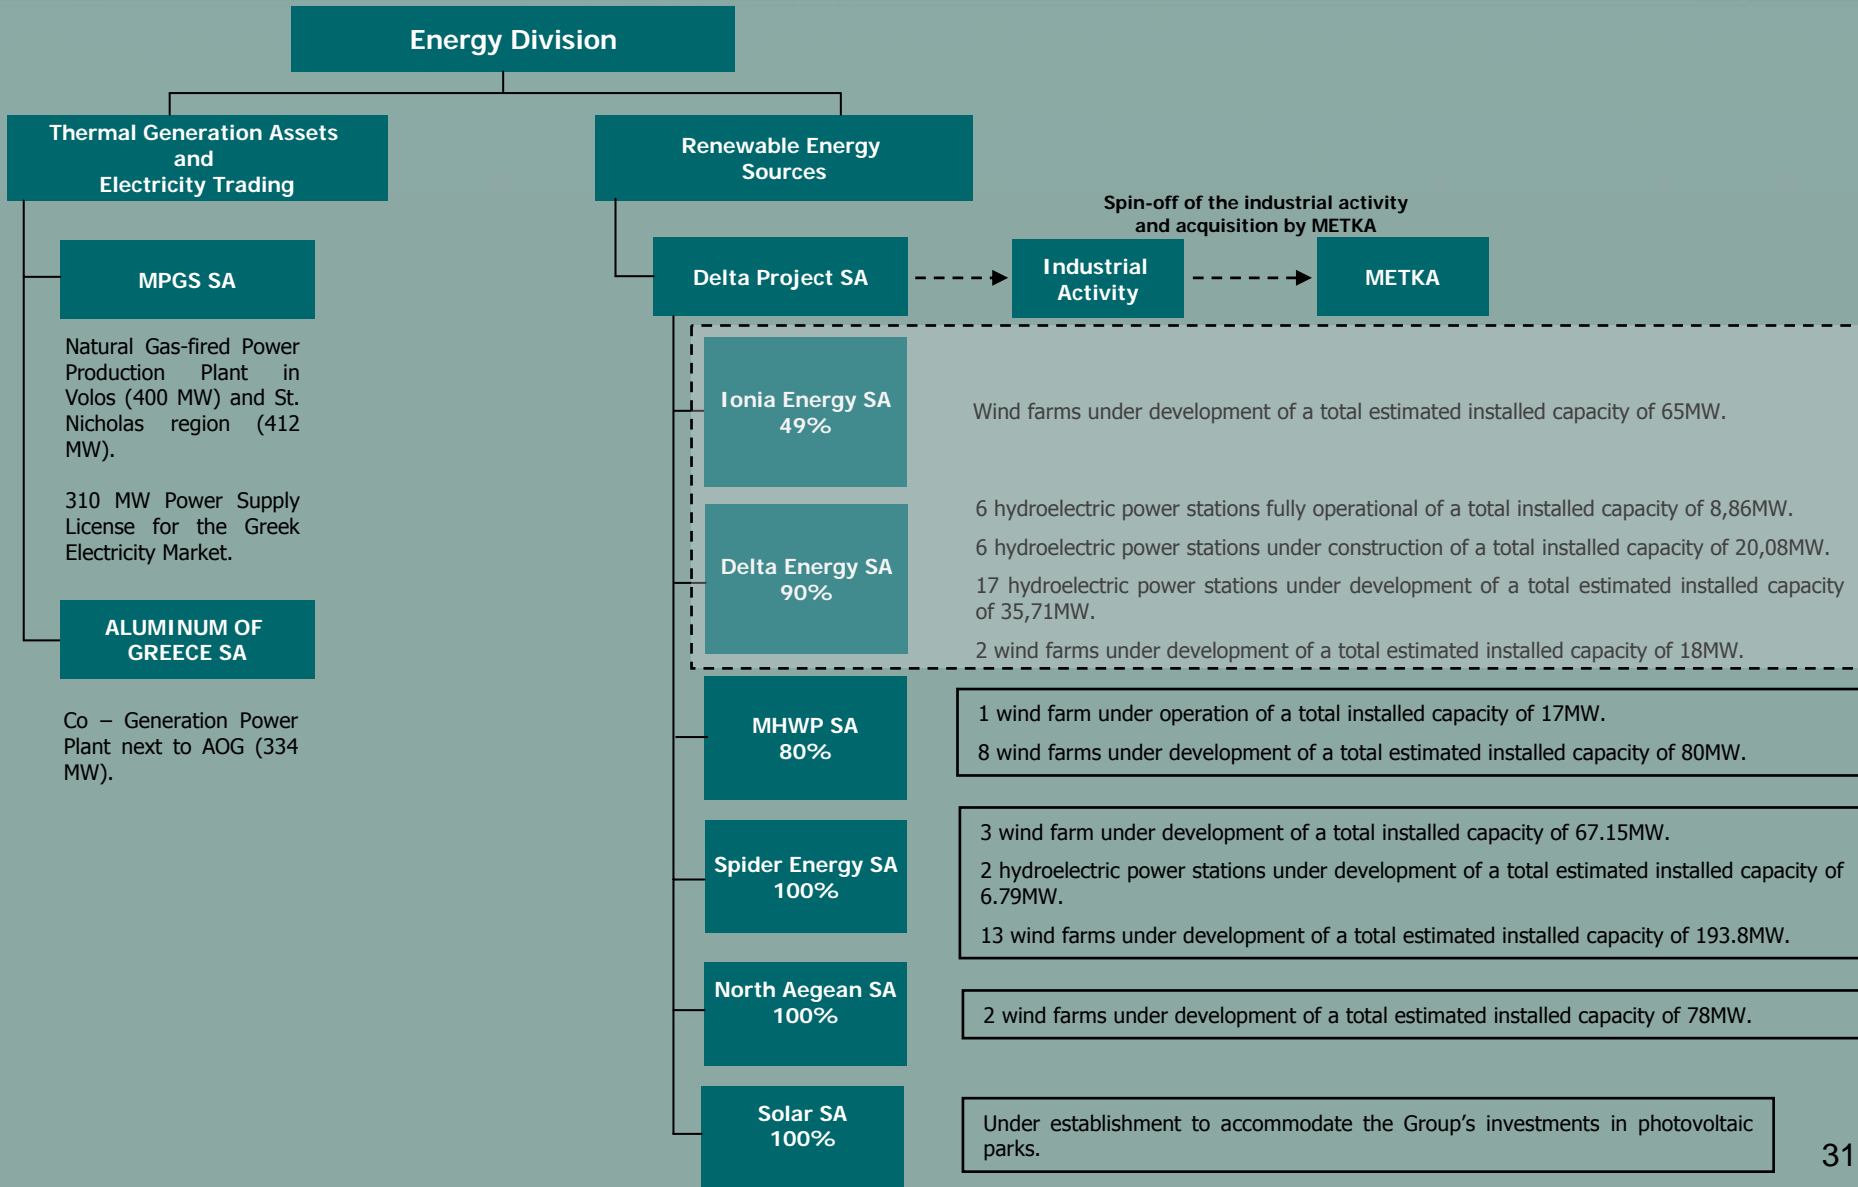 Energy Division
Thermal Generation Assets
and
Electricity Trading
MPGS SA
Natural Gas-fired Power
Production Plant in
Volos (400 MW) and St.
Nicholas region (412
MW).
310 MW Power Supply
License for the Greek
Electricity Market.
ALUMINUM OF
GREECE SA
Co – Generation Power
Plant next to AOG (334
MW).
Renewable Energy
Sources
Spin-off of the industrial activity
and acquisition by METKA
Delta Project SA
Industrial
Activity
METKA
Ionia Energy SA
49%
Wind farms under development of a total estimated installed capacity of 65MW.
Delta Energy SA
90%
6 hydroelectric power stations fully operational of a total installed capacity of 8,86MW.
6 hydroelectric power stations under construction of a total installed capacity of 20,08MW.
17 hydroelectric power stations under development of a total estimated installed capacity
of 35,71MW.
2 wind farms under development of a total estimated installed capacity of 18MW.
MHWP SA
80%
1 wind farm under operation of a total installed capacity of 17MW.
8 wind farms under development of a total estimated installed capacity of 80MW.
Spider Energy SA
100%
3 wind farm under development of a total installed capacity of 67.15MW.
2 hydroelectric power stations under development of a total estimated installed capacity of
6.79MW.
13 wind farms under development of a total estimated installed capacity of 193.8MW.
North Aegean SA
100%
2 wind farms under development of a total estimated installed capacity of 78MW.
Solar SA
100%
Under establishment to accommodate the Group's investments in photovoltaic
parks.
31